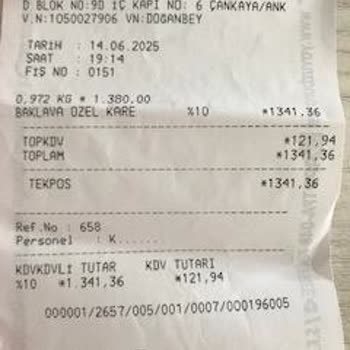 D BLOK NO:9D İÇ KAPI NO: 6 ÇANKAYA/ANK
V.N:1050027906 VN:DOĞANBEY
TARİH : 14.06.2025
SAAT : 19:14
FİŞ NO : 0151
0,972 KG * 1.380,00
BAKLAVA ÖZEL KARE %10 *1341,36
TOPKDV *121,94
TOPLAM *1341,36
TEKPOS *1341,36
Ref.No : 658
Personel : K......
KDVKDVLİ TUTAR KDV TUTARI
%10 *1.341,36 *121,94
000001/2657/005/001/0007/000196005